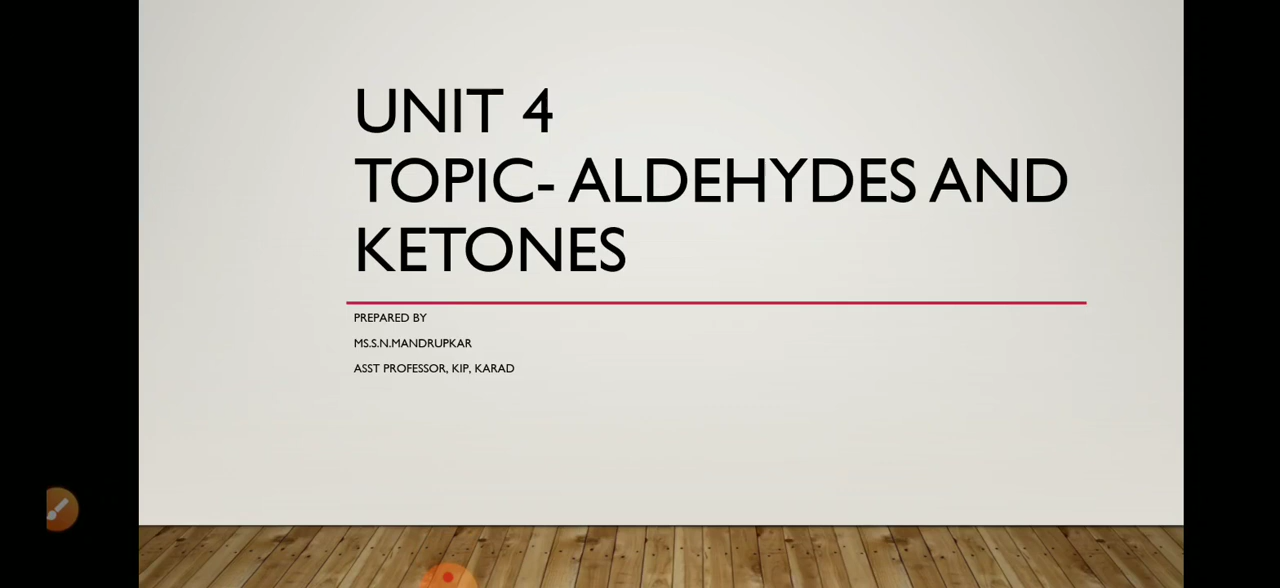 UNIT 4
TOPIC- ALDEHYDES AND
KETONES
PREPARED BY
MS.S.N.MANDRUPKAR
ASST PROFESSOR, KIP, KARAD